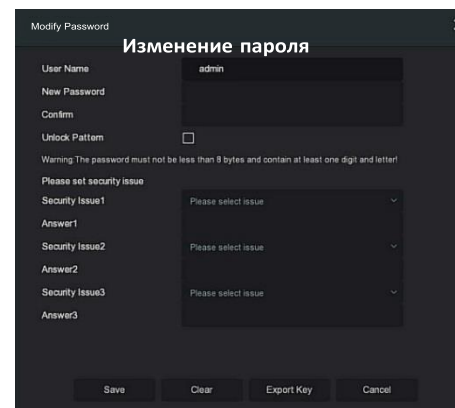 Modify Password
Изменение пароля
User Name admin
New Password
Confirm
Unlock Pattern
Warning:The password must not be less than 8 bytes and contain at least one digit and letter!
Please set security issue
Security Issue1 Please select issue
Answer1
Security Issue2 Please select issue
Answer2
Security Issue3 Please select issue
Answer3
Save Clear Export Key Cancel